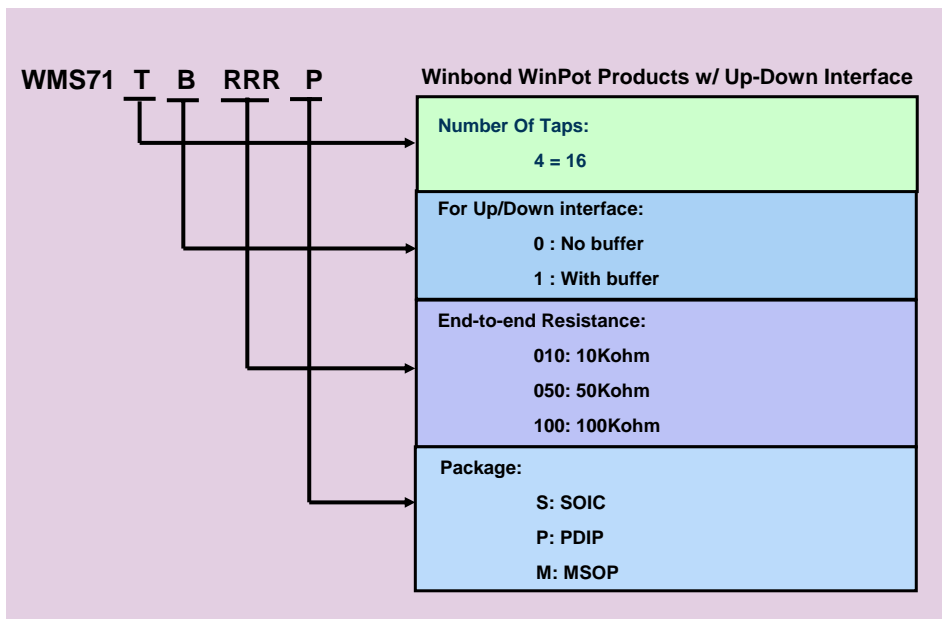 WMS71 T B RRR P
Winbond WinPot Products w/ Up-Down Interface
Number Of Taps:
4 = 16
For Up/Down interface:
0 : No buffer
1 : With buffer
End-to-end Resistance:
010: 10Kohm
050: 50Kohm
100: 100Kohm
Package:
S: SOIC
P: PDIP
M: MSOP